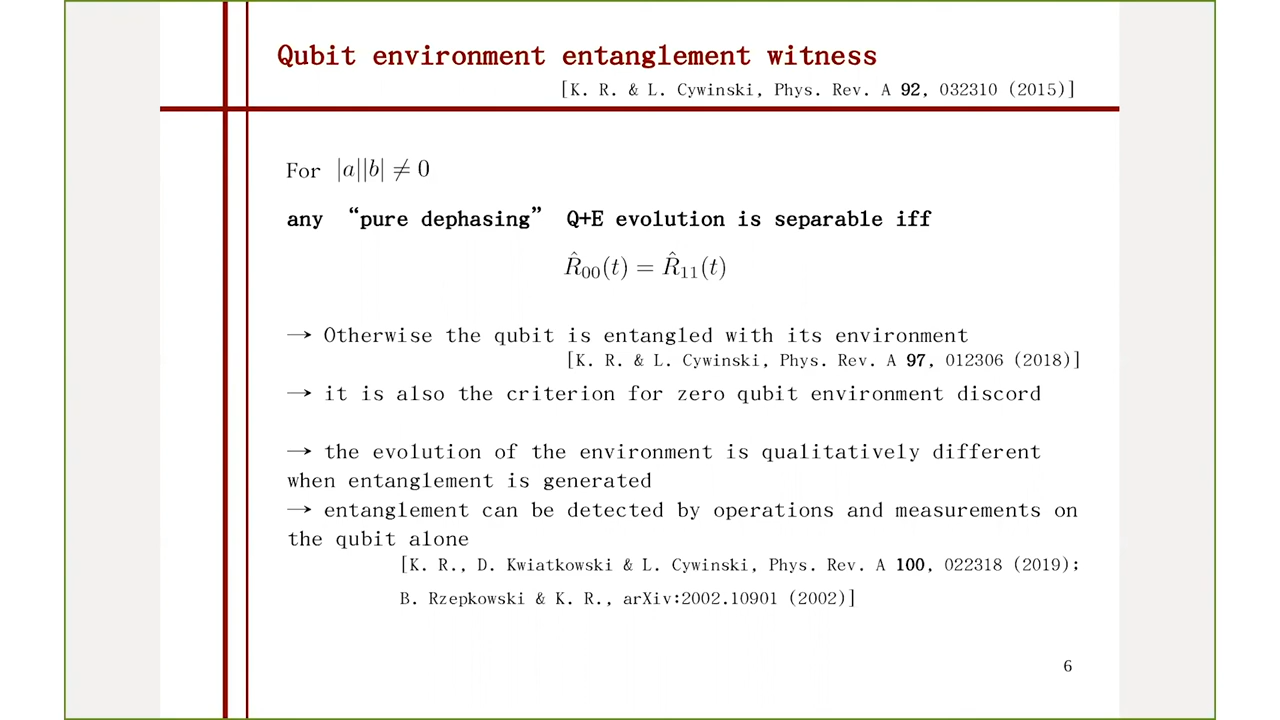 Qubit environment entanglement witness
[K. R. & L. Cywinski, Phys. Rev. A 92, 032310 (2015)]
For |a||b| ≠ 0
any “pure dephasing” Q+E evolution is separable iff
R̂₀₀(t) = R̂₁₁(t)
→ Otherwise the qubit is entangled with its environment
[K. R. & L. Cywinski, Phys. Rev. A 97, 012306 (2018)]
→ it is also the criterion for zero qubit environment discord
→ the evolution of the environment is qualitatively different
when entanglement is generated
→ entanglement can be detected by operations and measurements on
the qubit alone
[K. R., D. Kwiatkowski & L. Cywinski, Phys. Rev. A 100, 022318 (2019);
B. Rzepkowski & K. R., arXiv:2002.10901 (2002)]
6